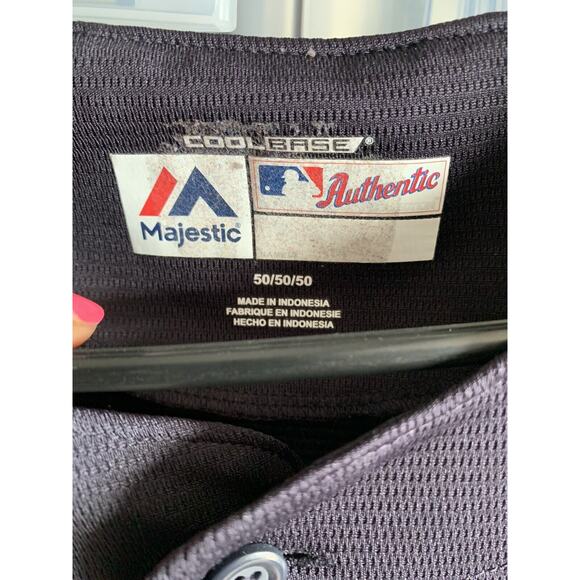 COOLBASE®
Majestic
Authentic
50/50/50
MADE IN INDONESIA
FABRIQUE EN INDONESIE
HECHO EN INDONESIA